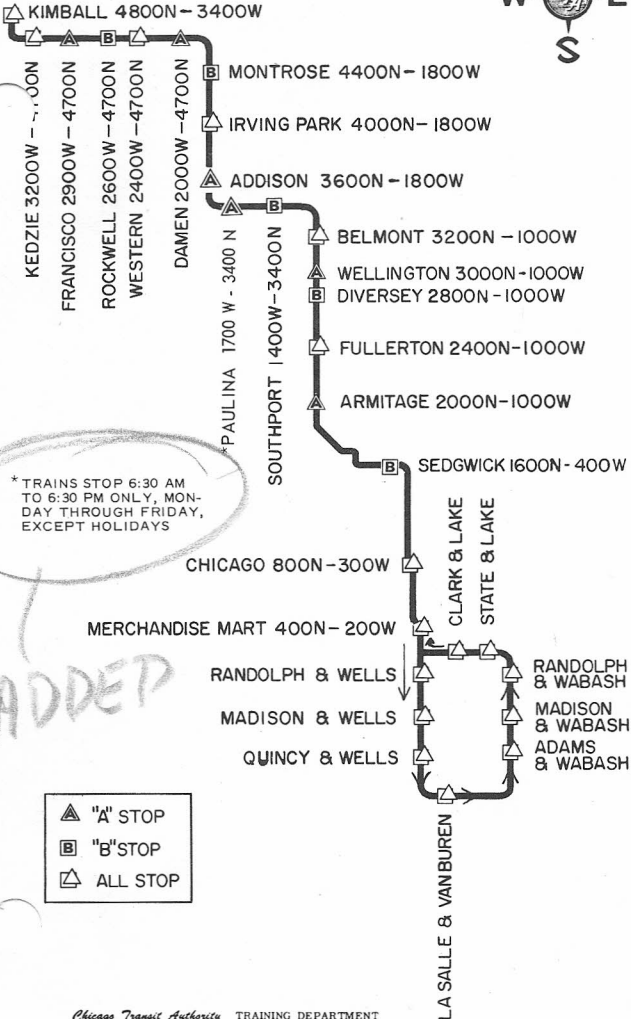 W E
S
KIMBALL 4800N-3400W
KEDZIE 3200W-4700N
FRANCISCO 2900W-4700N
ROCKWELL 2600W-4700N
WESTERN 2400W-4700N
DAMEN 2000W-4700N
B MONTROSE 4400N-1800W
IRVING PARK 4000N-1800W
A ADDISON 3600N-1800W
*PAULINA 1700 W - 3400 N
SOUTHPORT 1400W-3400N
BELMONT 3200N-1000W
A WELLINGTON 3000N-1000W
B DIVERSEY 2800N-1000W
FULLERTON 2400N-1000W
A ARMITAGE 2000N-1000W
B SEDGWICK 1600N-400W
*TRAINS STOP 6:30 AM
TO 6:30 PM ONLY, MON-
DAY THROUGH FRIDAY,
EXCEPT HOLIDAYS
ADDED
CHICAGO 800N-300W
CLARK & LAKE
STATE & LAKE
MERCHANDISE MART 400N-200W
RANDOLPH & WELLS
RANDOLPH
& WABASH
MADISON & WELLS
MADISON
& WABASH
QUINCY & WELLS
ADAMS
& WABASH
LA SALLE & VAN BUREN
A "A" STOP
B "B" STOP
ALL STOP
Chicago Transit Authority TRAINING DEPARTMENT